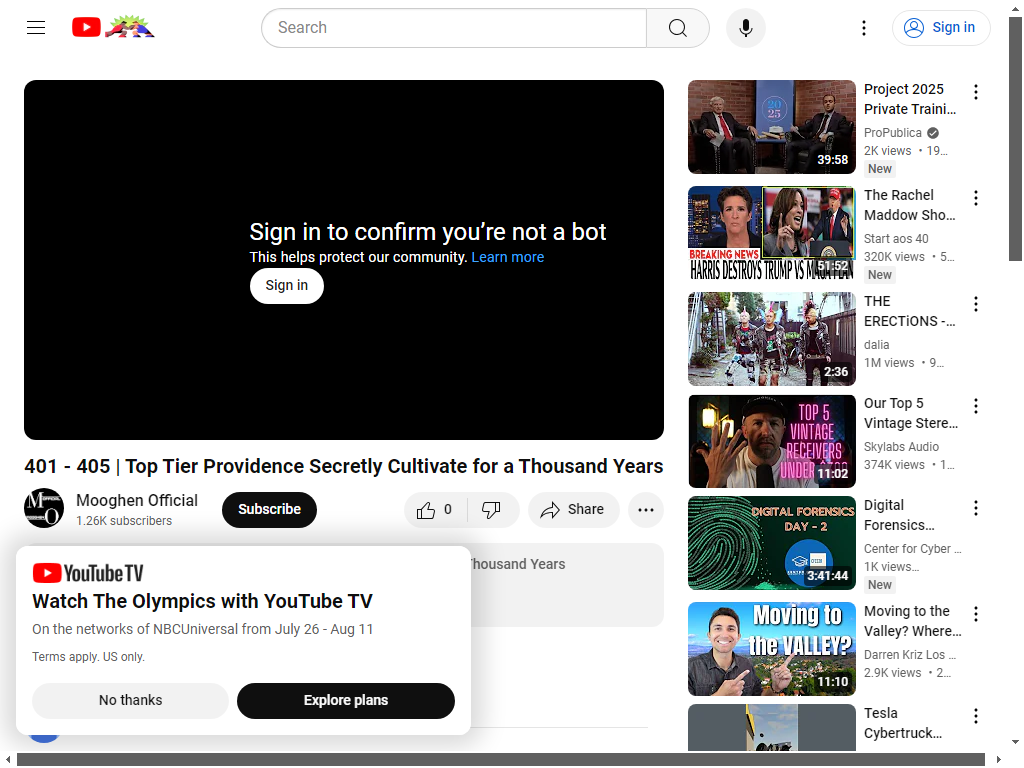 Search
Sign in
Sign in to confirm you're not a bot
This helps protect our community. Learn more
Sign in
401 - 405 | Top Tier Providence Secretly Cultivate for a Thousand Years
Mooghen Official
1.26K subscribers
Subscribe
0
Share
Thousand Years
YouTube TV
Watch The Olympics with YouTube TV
On the networks of NBCUniversal from July 26 - Aug 11
Terms apply. US only.
No thanks
Explore plans
39:58
Project 2025
Private Traini...
ProPublica
2K views • 19...
New
BREAKING NEWS
HARRIS DESTROYS TRUMP VS MAGA PLAN
51:52
The Rachel
Maddow Sho...
Start aos 40
320K views • 5...
New
2:36
THE
ERECTiONS -...
dalia
1M views • 9...
TOP 5
VINTAGE
RECEIVERS
UNDER
11:02
Our Top 5
Vintage Stere...
Skylabs Audio
374K views • 1...
DIGITAL FORENSICS
DAY - 2
3:41:44
Digital
Forensics...
Center for Cyber ...
1K views...
New
Moving to
the VALLEY?
11:10
Moving to the
Valley? Where...
Darren Kriz Los ...
2.9K views • 2...
Tesla
Cybertruck...